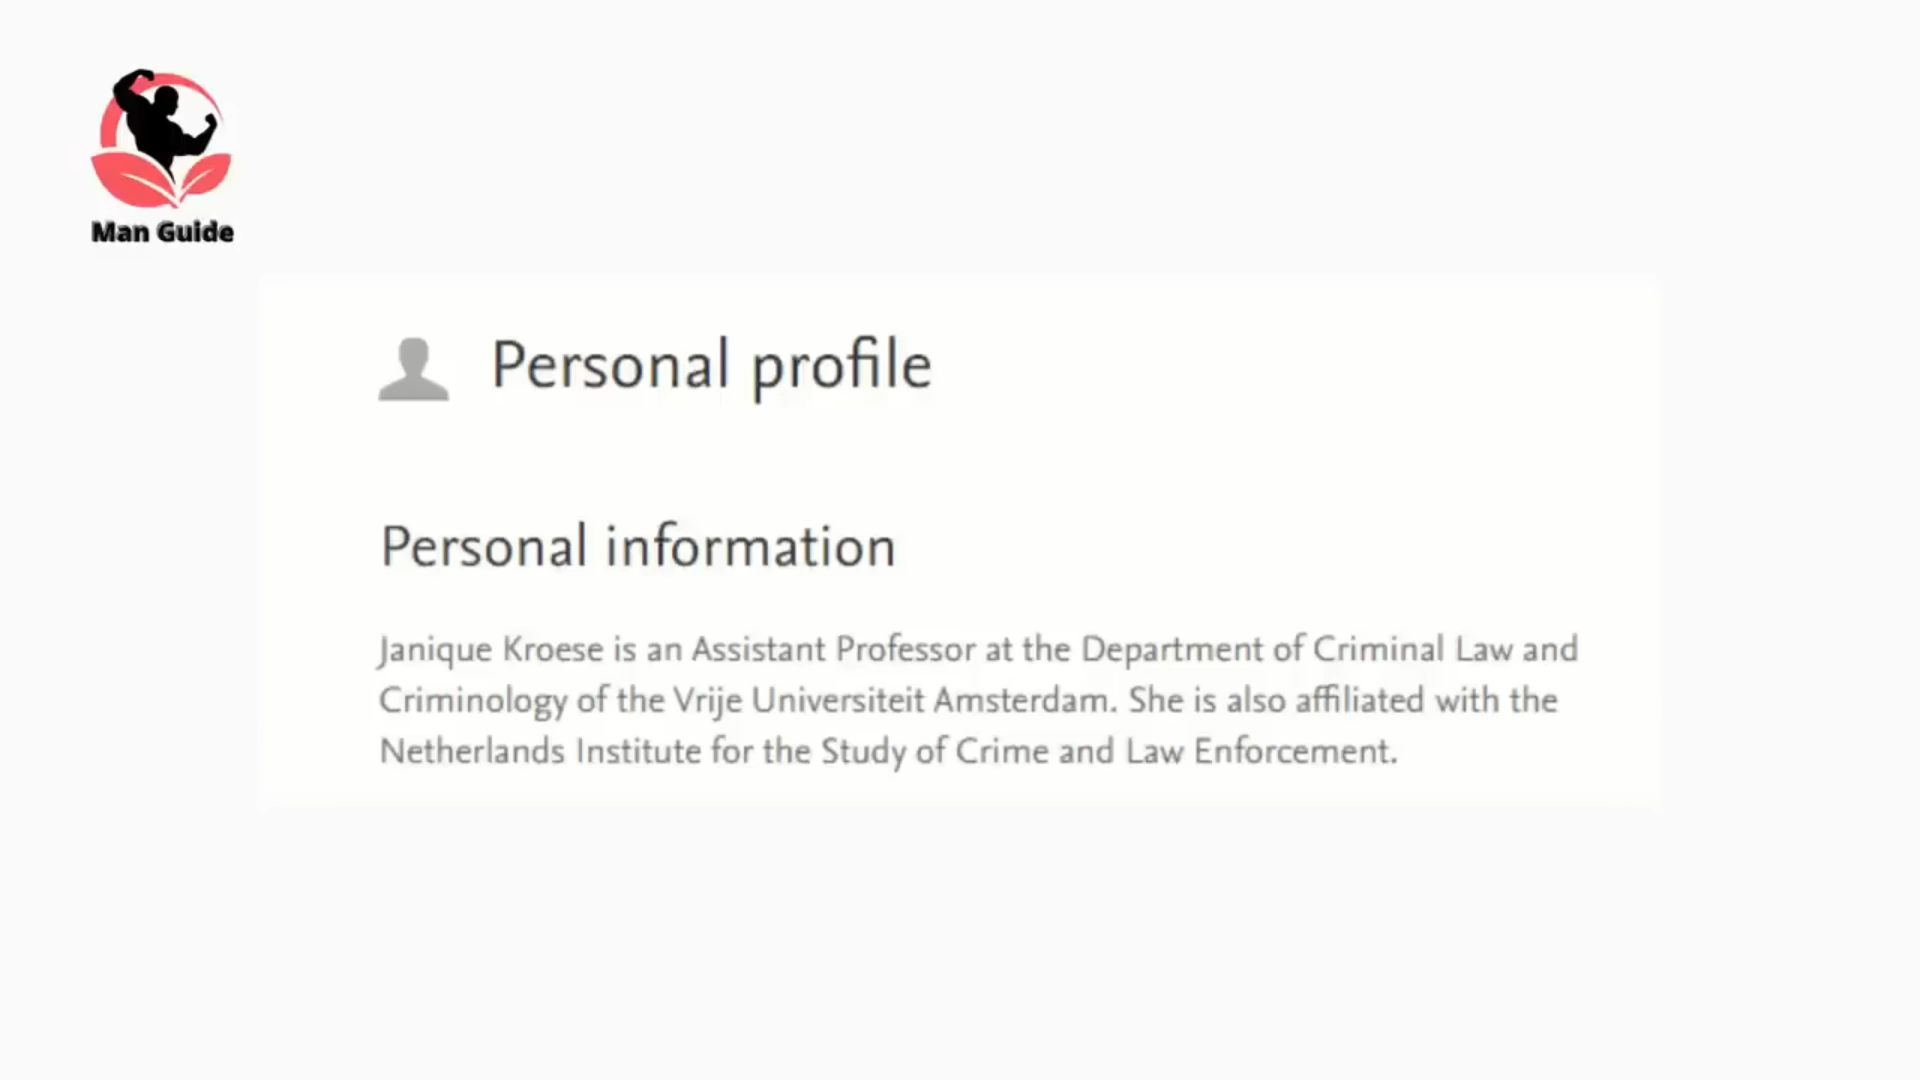 Man Guide
Personal profile
Personal information
Janique Kroese is an Assistant Professor at the Department of Criminal Law and
Criminology of the Vrije Universiteit Amsterdam. She is also affiliated with the
Netherlands Institute for the Study of Crime and Law Enforcement.